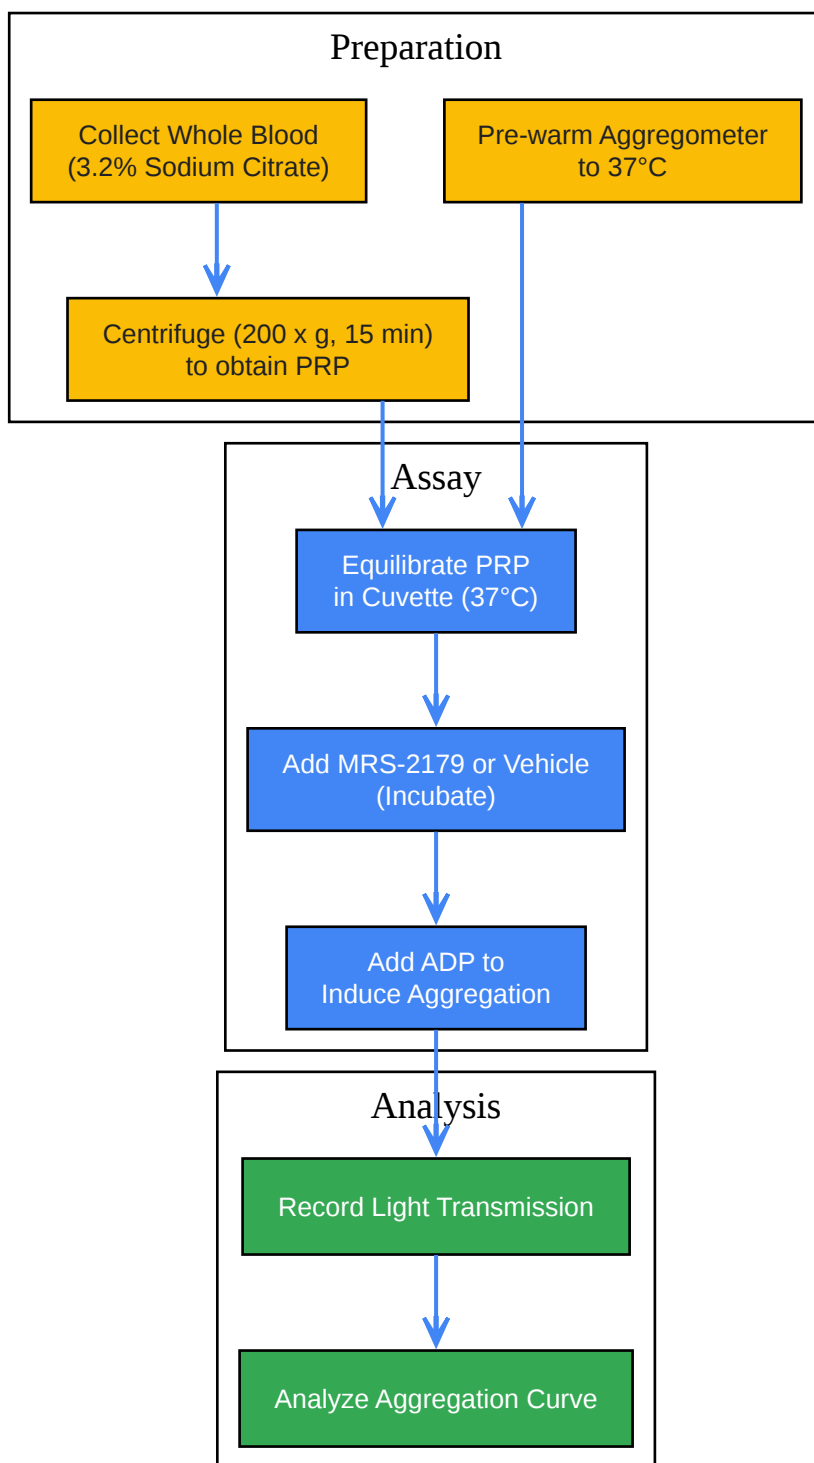 Preparation
Collect Whole Blood
(3.2% Sodium Citrate)
Pre-warm Aggregometer
to 37°C
Centrifuge (200 x g, 15 min)
to obtain PRP
Assay
Equilibrate PRP
in Cuvette (37°C)
Add MRS-2179 or Vehicle
(Incubate)
Add ADP to
Induce Aggregation
Analysis
Record Light Transmission
Analyze Aggregation Curve